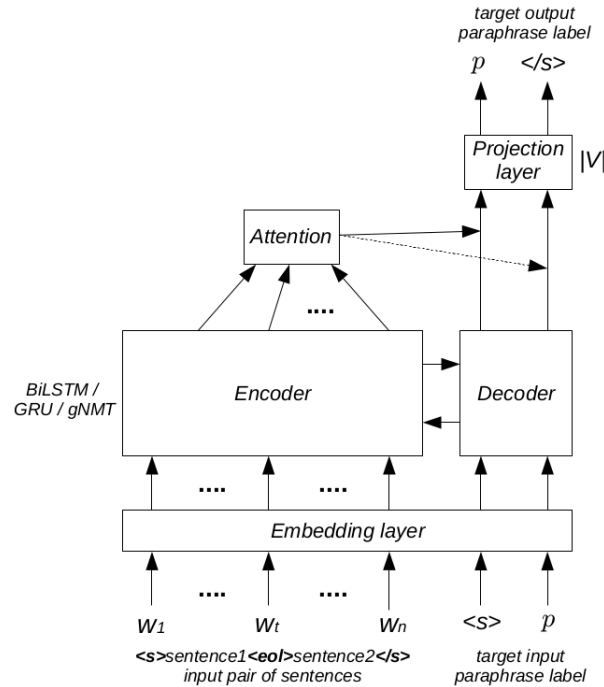 target output
paraphrase label
p </s>
Projection
layer
|V|
Attention
....
BiLSTM /
GRU / gNMT
Encoder
Decoder
.... ....
Embedding layer
.... ....
w1 wt wn <s> p
<s>sentence1<eol>sentence2</s>
input pair of sentences
target input
paraphrase label